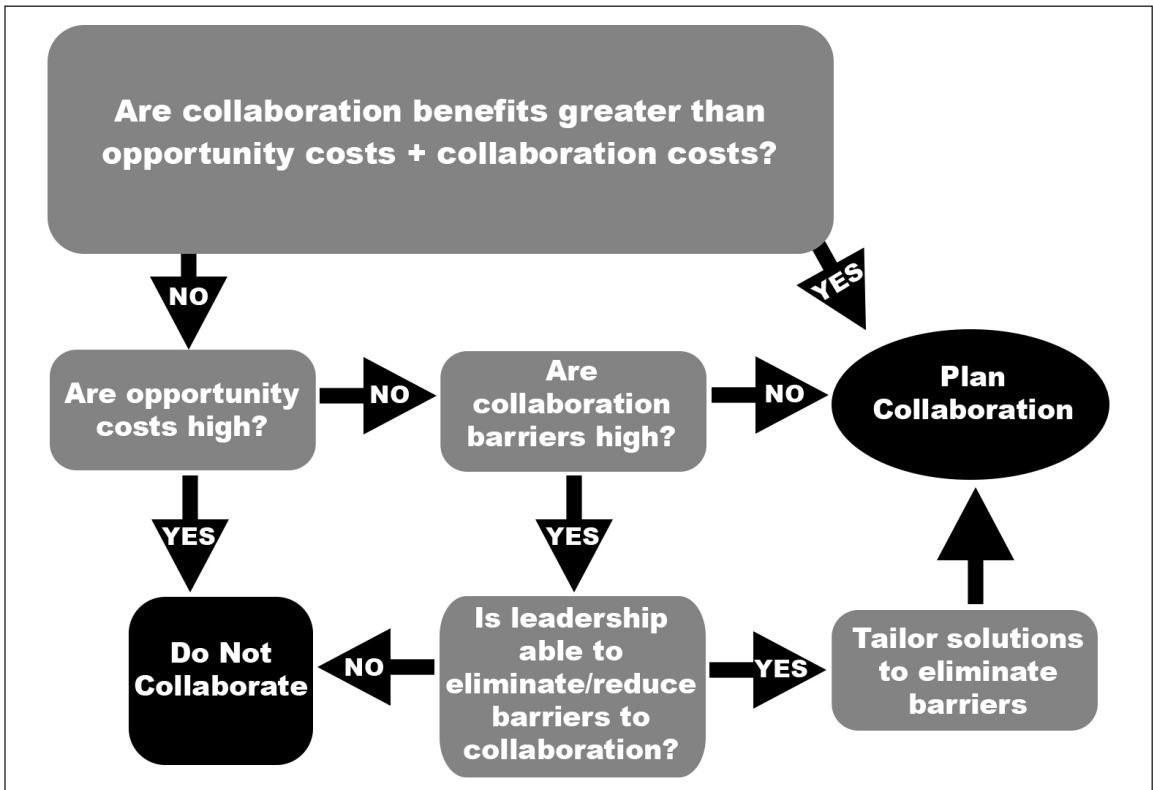 Are collaboration benefits greater than
opportunity costs + collaboration costs?
NO
YES
Are opportunity
costs high?
NO
Are
collaboration
barriers high?
NO
Plan
Collaboration
YES
YES
Do Not
Collaborate
NO
Is leadership
able to
eliminate/reduce
barriers to
collaboration?
YES
Tailor solutions
to eliminate
barriers